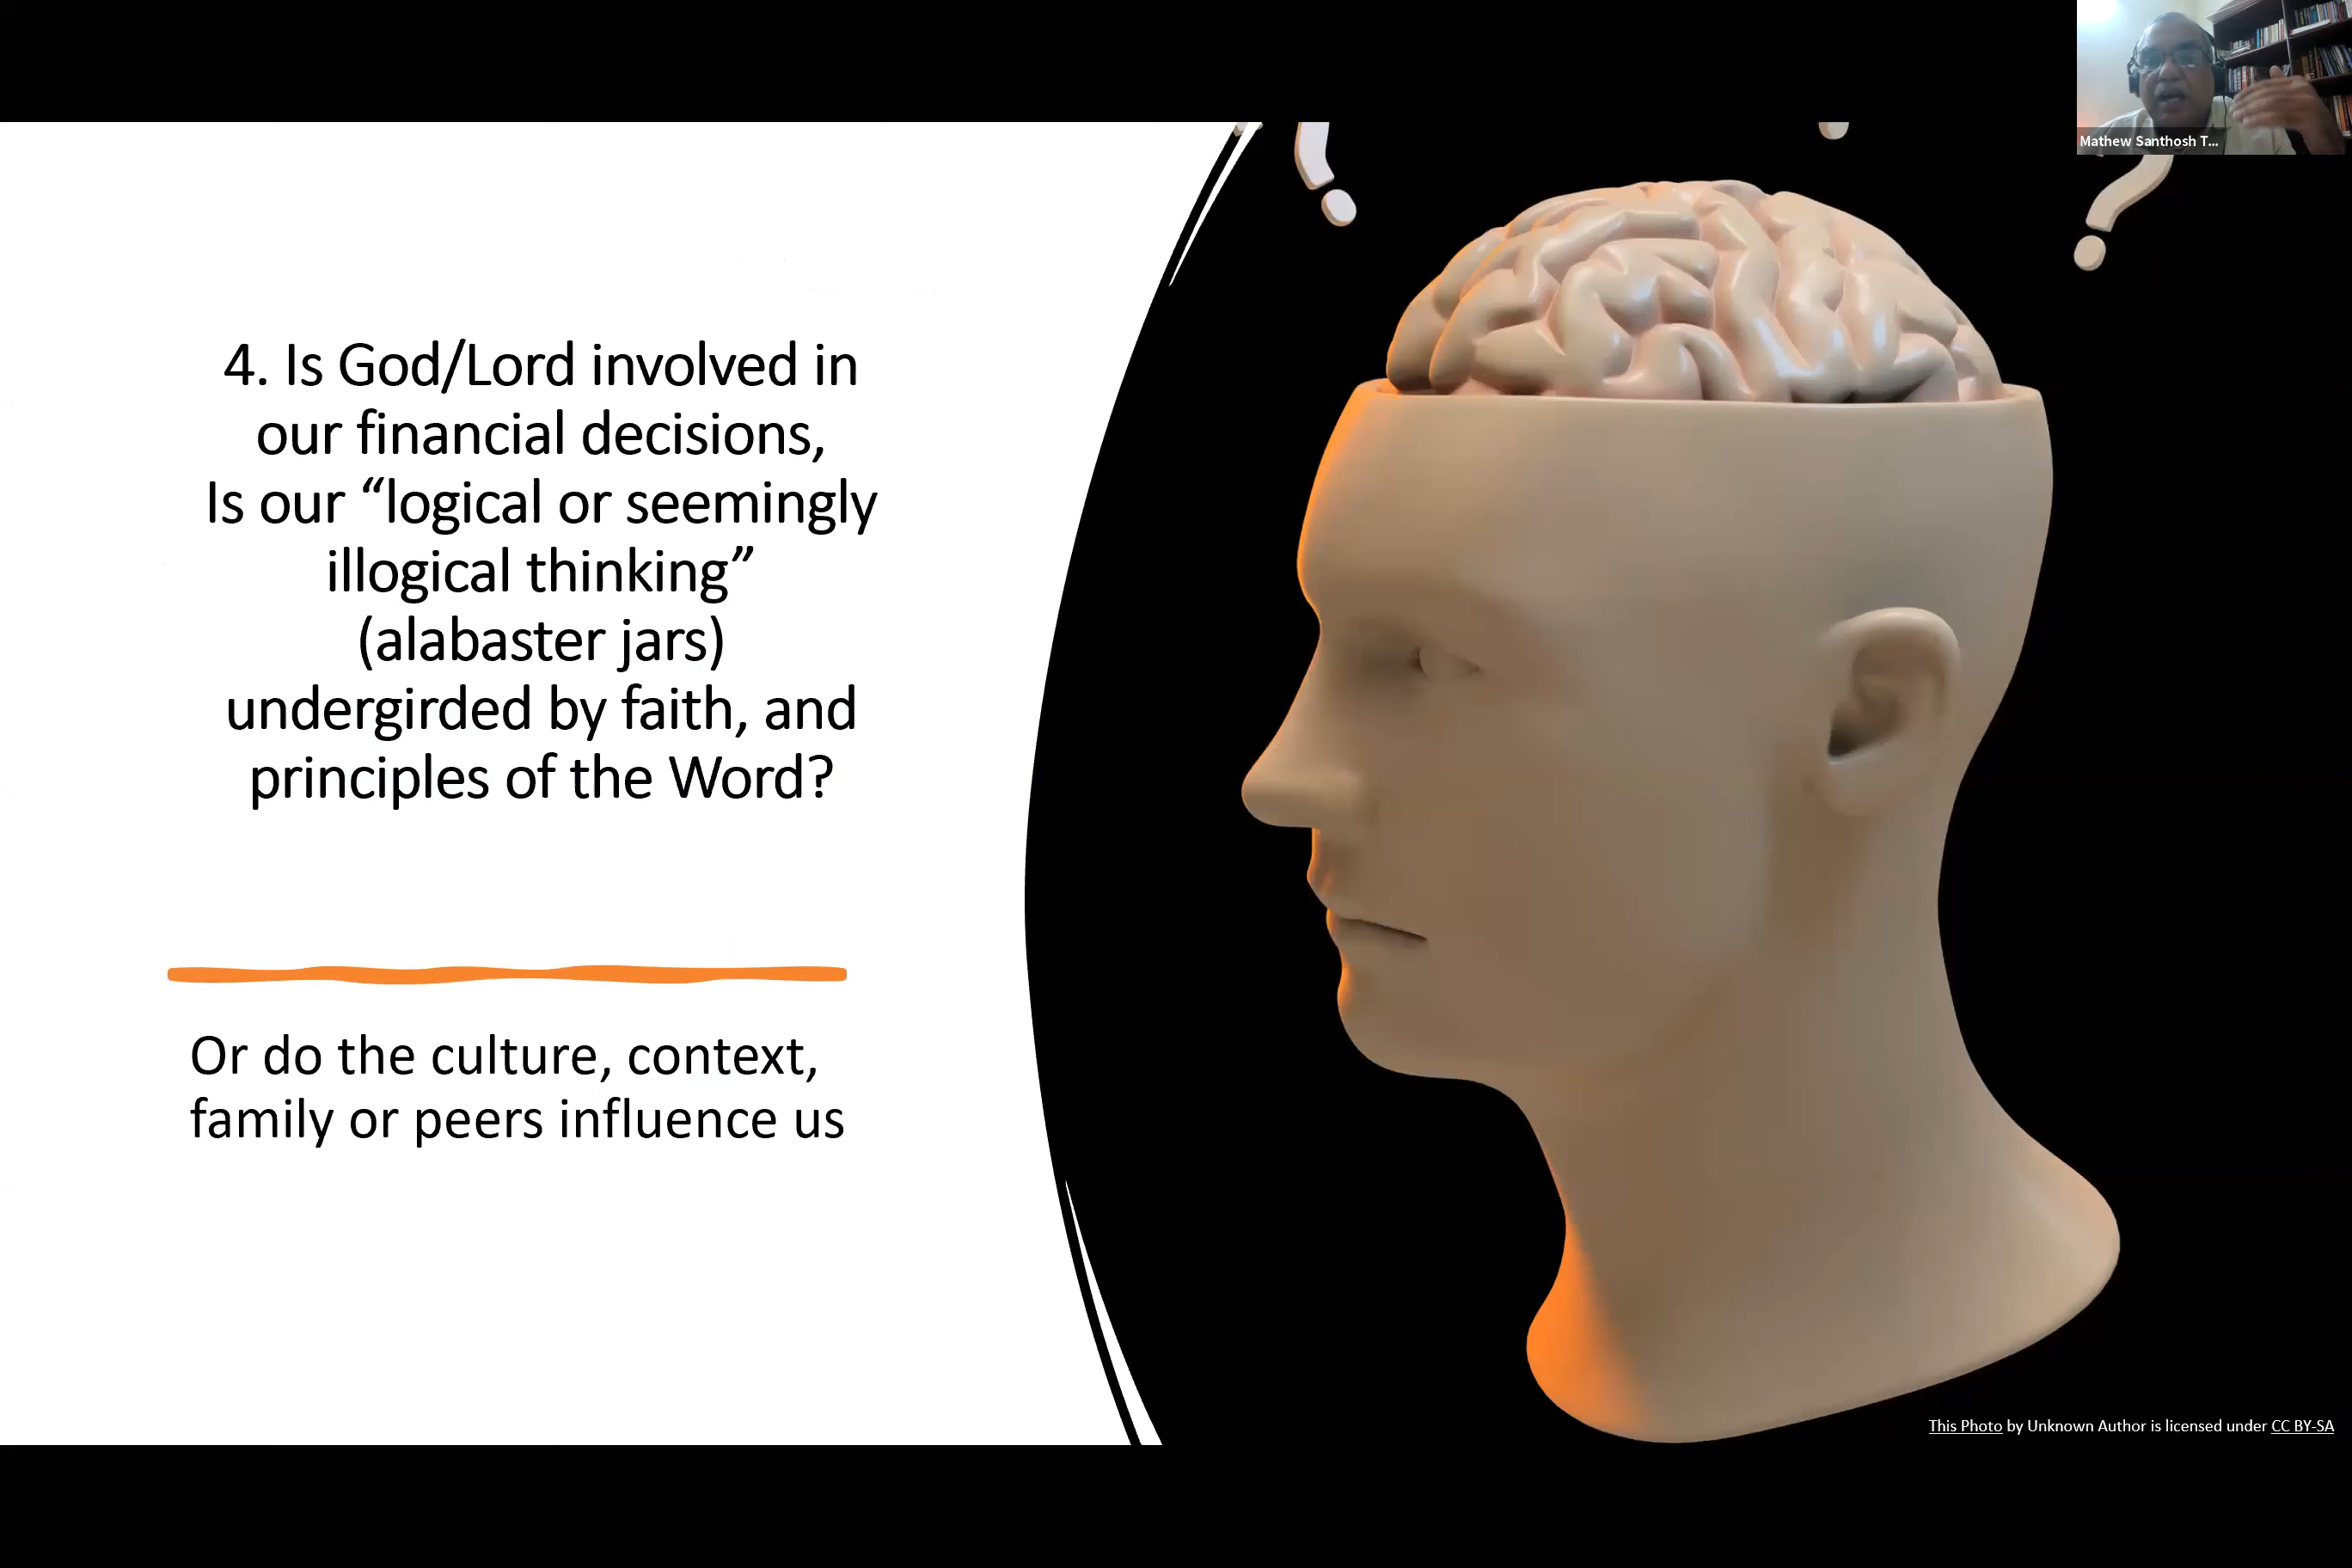 Mathew Santhosh T...
4. Is God/Lord involved in
our financial decisions,
Is our “logical or seemingly
illogical thinking”
(alabaster jars)
undergirded by faith, and
principles of the Word?
Or do the culture, context,
family or peers influence us
This Photo by Unknown Author is licensed under CC BY-SA